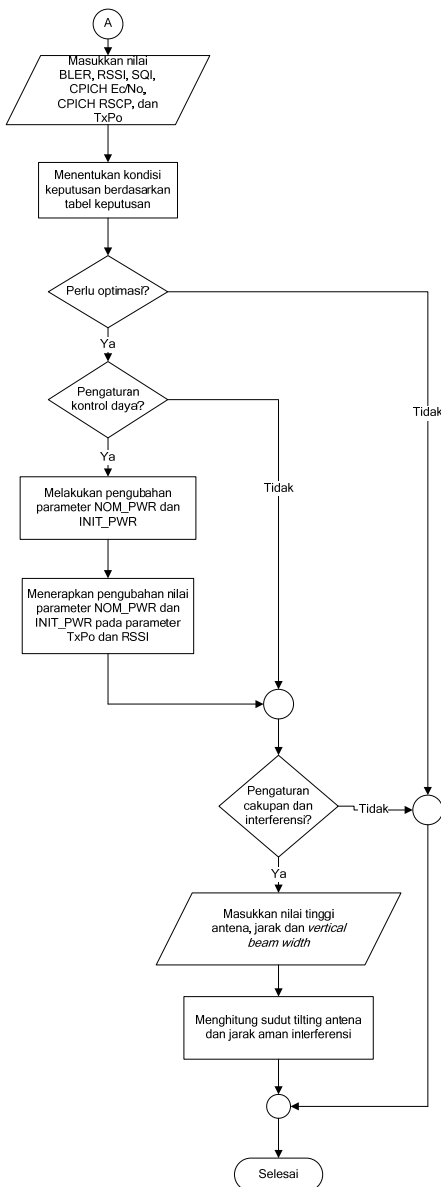 A
Masukkan nilai
BLER, RSSI, SQI,
CPICH Ec/No,
CPICH RSCP, dan
TxPo
Menentukan kondisi
keputusan berdasarkan
tabel keputusan
Perlu optimasi?
Ya
Pengaturan
kontrol daya?
Tidak
Ya
Tidak
Melakukan pengubahan
parameter NOM_PWR dan
INIT_PWR
Menerapkan pengubahan nilai
parameter NOM_PWR dan
INIT_PWR pada parameter
TxPo dan RSSI
Pengaturan
cakupan dan
interferensi?
Tidak
Ya
Masukkan nilai tinggi
antena, jarak dan vertical
beam width
Menghitung sudut tilting antena
dan jarak aman interferensi
Selesai